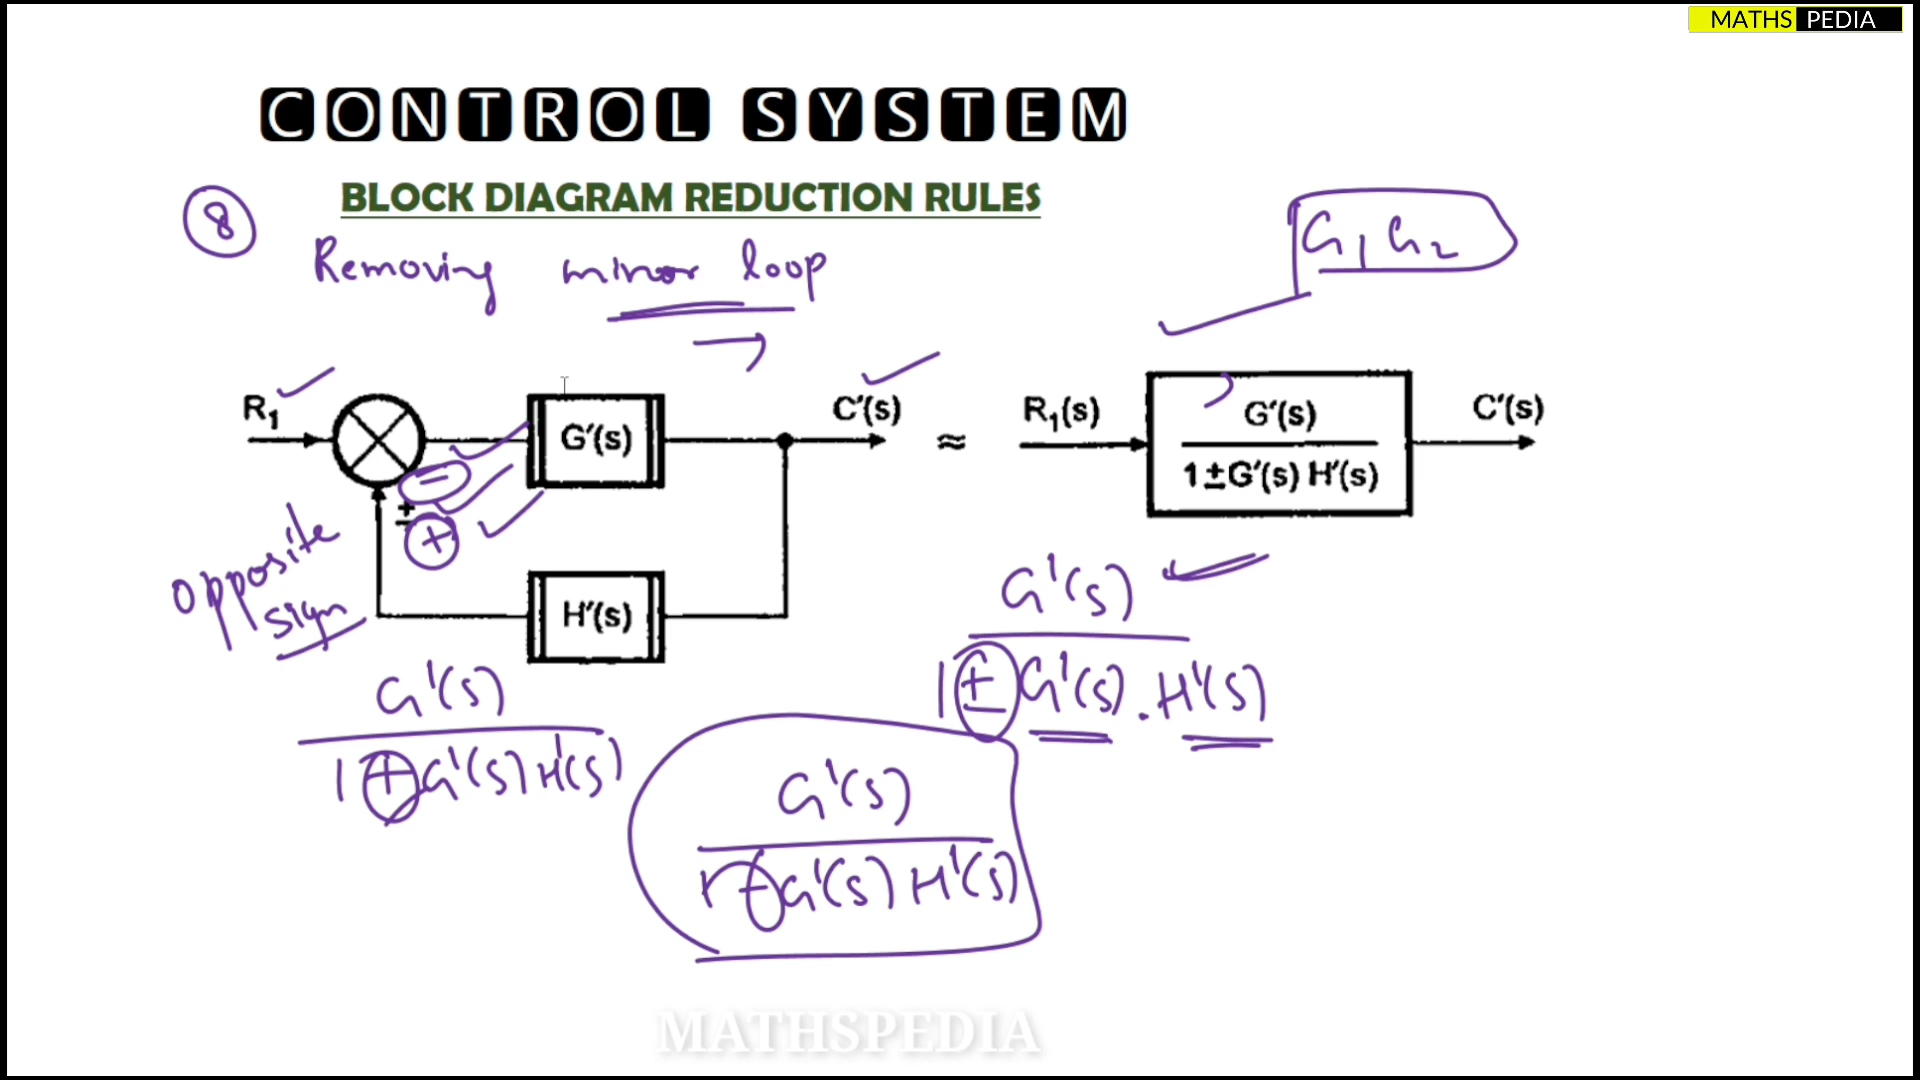 MATHS PEDIA
CONTROL SYSTEM
8
BLOCK DIAGRAM REDUCTION RULES
G1 G2
Removing minor loop
R1
G'(s)
C'(s)
±
−
+
H'(s)
≈
R1(s)
G'(s)
1±G'(s) H'(s)
C'(s)
opposite
sign
G'(s)
1 ± G'(s) . H'(s)
G'(s)
1 + G'(s) H'(s)
G'(s)
1 − G'(s) H'(s)
MATHSPEDIA